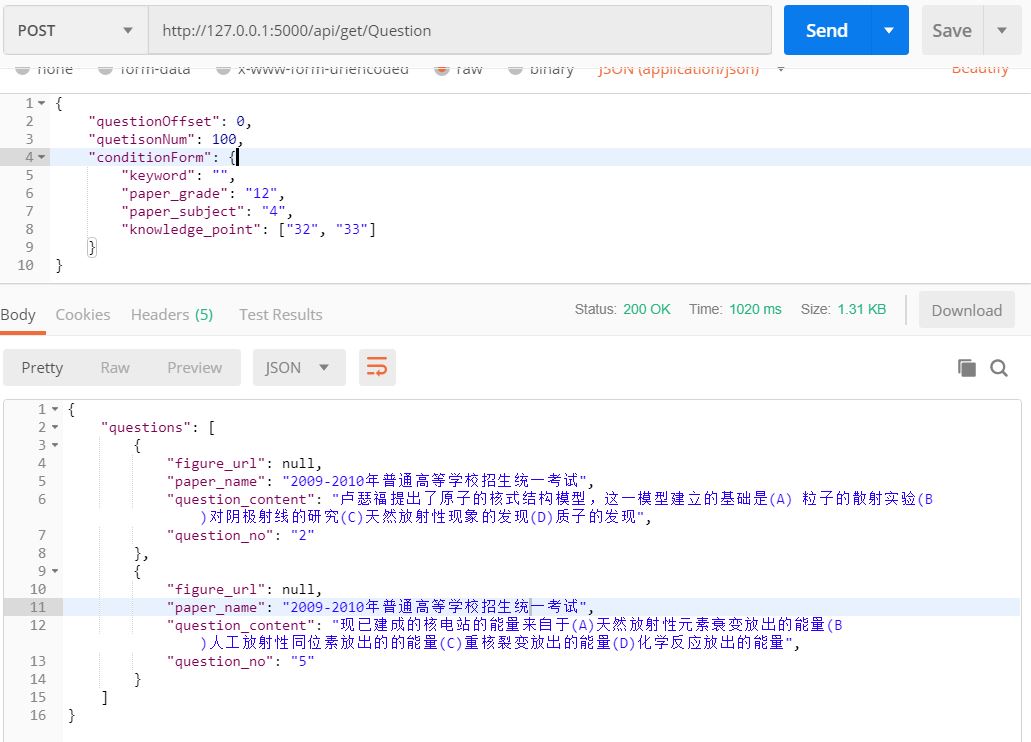 POST http://127.0.0.1:5000/api/get/Question Send Save
none form-data x-www-form-urlencoded raw binary JSON (application/json) Beautify
1 {
2 "questionOffset": 0,
3 "quetisonNum": 100,
4 "conditionForm": {
5 "keyword": "",
6 "paper_grade": "12",
7 "paper_subject": "4",
8 "knowledge_point": ["32", "33"]
9 }
10 }
Body Cookies Headers (5) Test Results Status: 200 OK Time: 1020 ms Size: 1.31 KB Download
Pretty Raw Preview JSON
1 {
2 "questions": [
3 {
4 "figure_url": null,
5 "paper_name": "2009-2010年普通高等学校招生统一考试",
6 "question_content": "卢瑟福提出了原子的核式结构模型，这一模型建立的基础是(A) 粒子的散射实验(B
)对阴极射线的研究(C)天然放射性现象的发现(D)质子的发现",
7 "question_no": "2"
8 },
9 {
10 "figure_url": null,
11 "paper_name": "2009-2010年普通高等学校招生统一考试",
12 "question_content": "现已建成的核电站的能量来自于(A)天然放射性元素衰变放出的能量(B
)人工放射性同位素放出的的能量(C)重核裂变放出的能量(D)化学反应放出的能量",
13 "question_no": "5"
14 }
15 ]
16 }